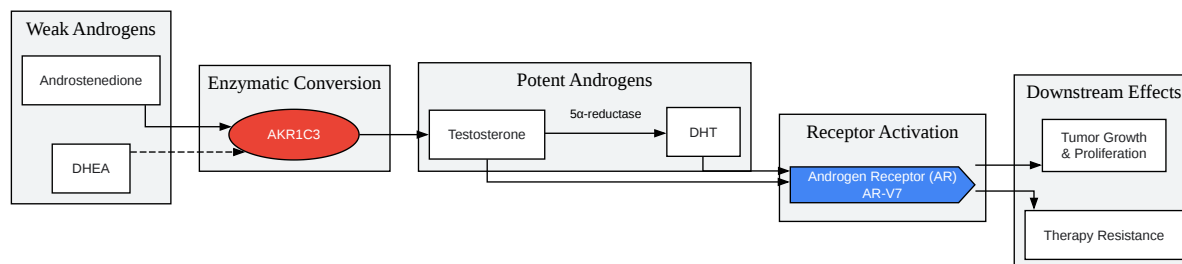 Weak Androgens
Androstenedione
DHEA
Enzymatic Conversion
AKR1C3
Potent Androgens
Testosterone
5α-reductase
DHT
Receptor Activation
Androgen Receptor (AR)
AR-V7
Downstream Effects
Tumor Growth
& Proliferation
Therapy Resistance